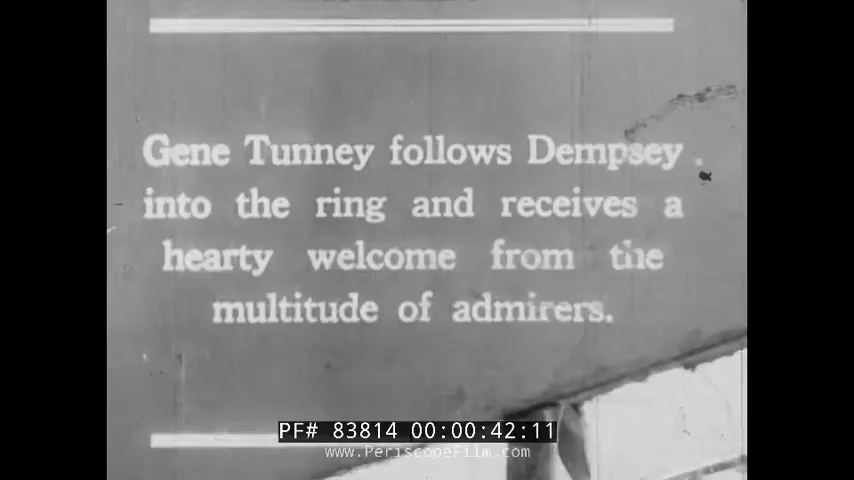 Gene Tunney follows Dempsey
into the ring and receives a
hearty welcome from the
multitude of admirers.
PF# 83814 00:00:42:11
www.PeriscopeFilm.com